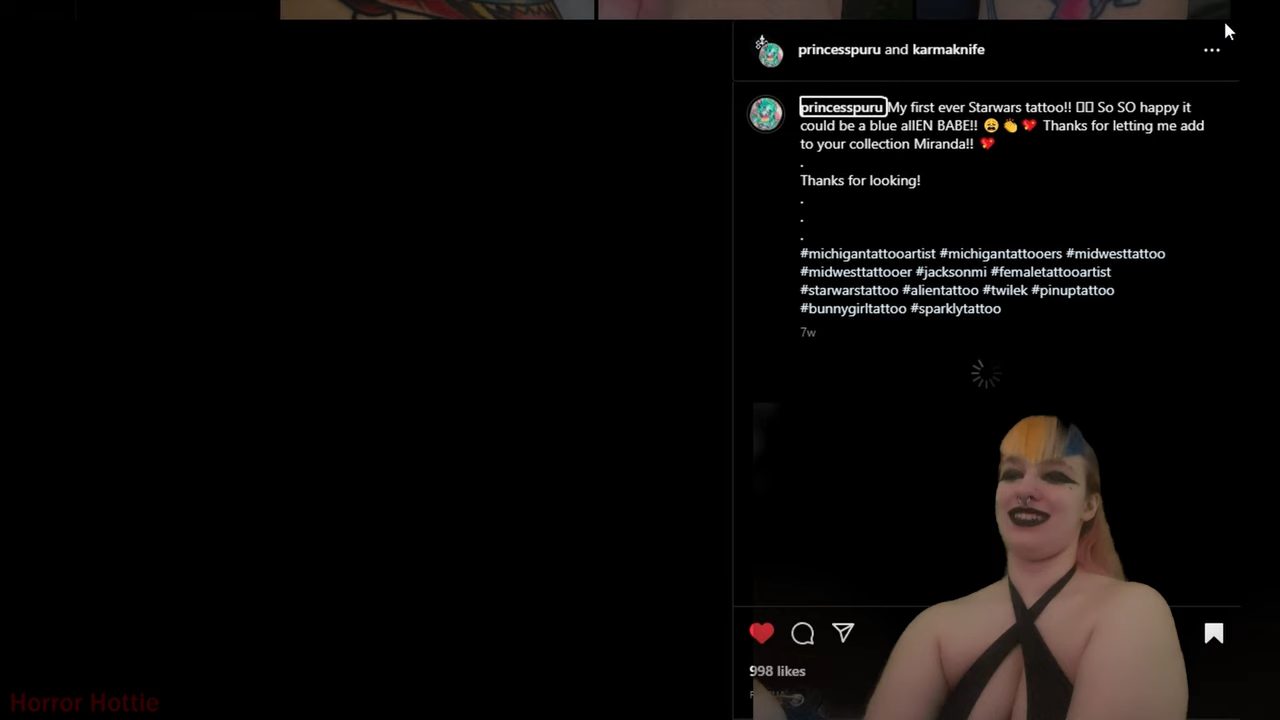 princesspuru and karmaknife
princesspuru My first ever Starwars tattoo!! So SO happy it
could be a blue allEN BABE!! 😩👏💖 Thanks for letting me add
to your collection Miranda!! 💖
.
Thanks for looking!
.
.
.
#michigantattooartist #michigantattooers #midwesttattoo
#midwesttattooer #jacksonmi #femaletattooartist
#starwarstattoo #alientattoo #twilek #pinuptattoo
#bunnygirltattoo #sparklytattoo
7w
998 likes
Horror Hottie